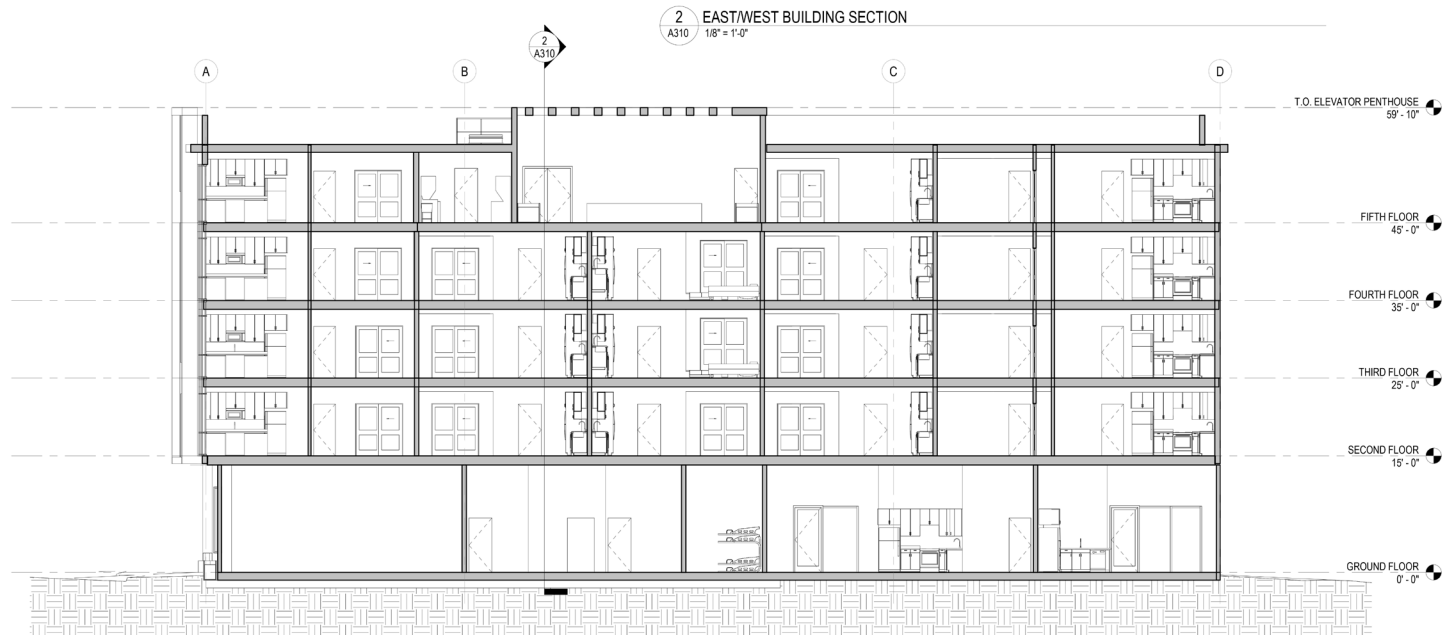 2 EAST/WEST BUILDING SECTION
A310 1/8" = 1'-0"
2
A310
A B C D
T.O. ELEVATOR PENTHOUSE
59' - 10"
FIFTH FLOOR
45' - 0"
FOURTH FLOOR
35' - 0"
THIRD FLOOR
25' - 0"
SECOND FLOOR
15' - 0"
GROUND FLOOR
0' - 0"